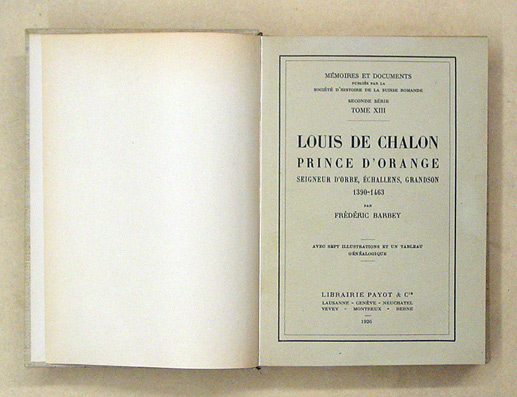 MÉMOIRES ET DOCUMENTS
PUBLIÉS PAR LA
SOCIÉTÉ D'HISTOIRE DE LA SUISSE ROMANDE
SECONDE SÉRIE
TOME XIII
LOUIS DE CHALON
PRINCE D'ORANGE
SEIGNEUR D'ORBE, ÉCHALLENS, GRANDSON
1390-1463
PAR
FRÉDÉRIC BARBEY
AVEC SEPT ILLUSTRATIONS ET UN TABLEAU
GÉNÉALOGIQUE
LIBRAIRIE PAYOT & Cie
LAUSANNE - GENÈVE - NEUCHATEL
VEVEY - MONTREUX - BERNE
1926